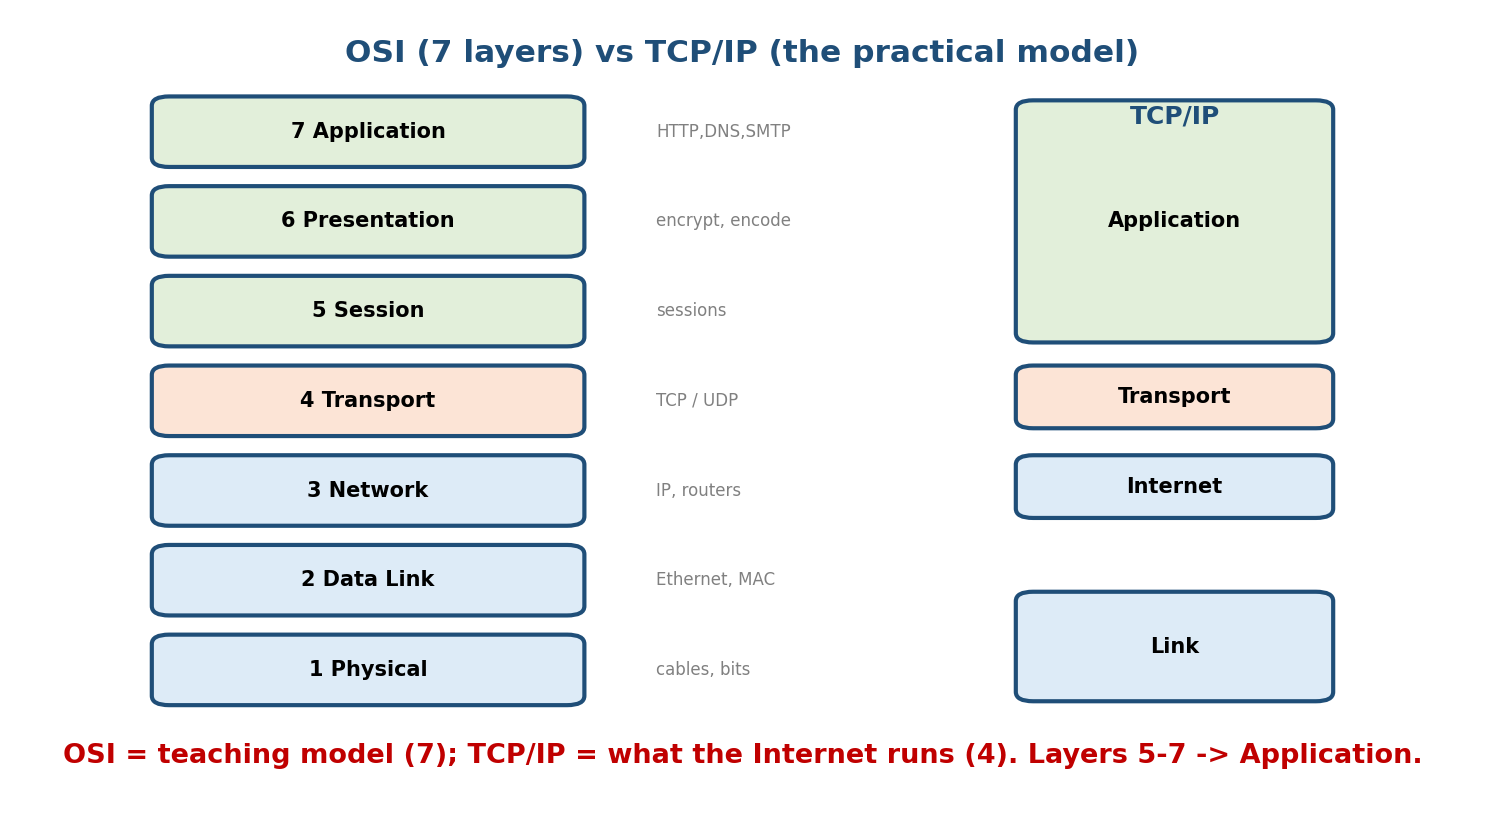 OSI (7 layers) vs TCP/IP (the practical model)
7 Application
HTTP,DNS,SMTP
TCP/IP
6 Presentation
encrypt, encode
Application
5 Session
sessions
4 Transport
TCP / UDP
Transport
3 Network
IP, routers
Internet
2 Data Link
Ethernet, MAC
Link
1 Physical
cables, bits
OSI = teaching model (7); TCP/IP = what the Internet runs (4). Layers 5-7 -> Application.